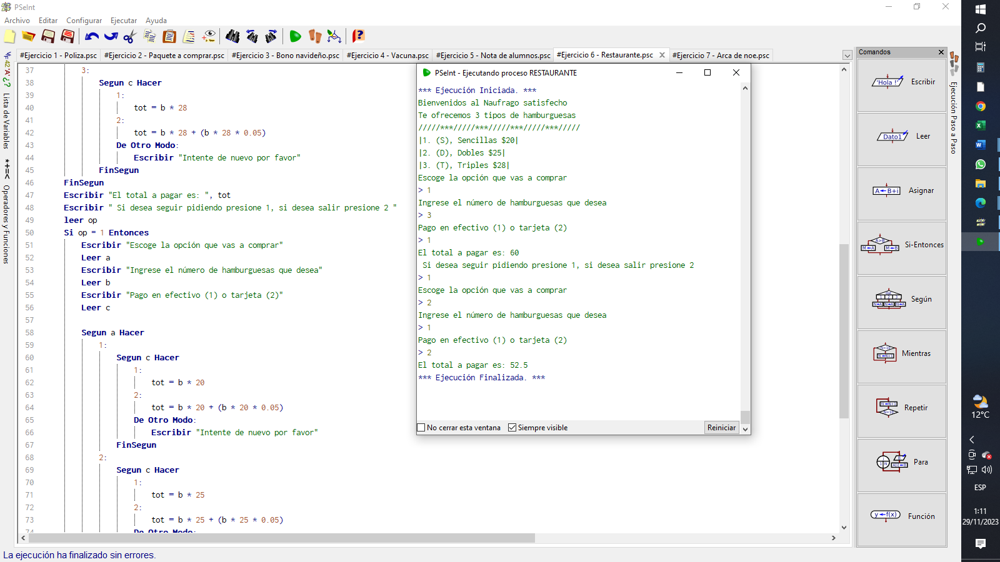 PSeInt
Archivo Editar Configurar Ejecutar Ayuda
#Ejercicio 1 - Poliza.psc #Ejercicio 2 - Paquete a comprar.psc #Ejercicio 3 - Bono navideño.psc #Ejercicio 4 - Vacuna.psc #Ejercicio 5 - Nota de alumnos.psc #Ejercicio 6 - Restaurante.psc #Ejercicio 7 - Arca de noe.psc
Lista de Variables
Operadores y Funciones
37 3:
38 Segun c Hacer
39 1:
40 tot = b * 28
41 2:
42 tot = b * 28 + (b * 28 * 0.05)
43 De Otro Modo:
44 Escribir "Intente de nuevo por favor"
45 FinSegun
46 FinSegun
47 Escribir "El total a pagar es: ", tot
48 Escribir " Si desea seguir pidiendo presione 1, si desea salir presione 2 "
49 leer op
50 Si op = 1 Entonces
51 Escribir "Escoge la opción que vas a comprar"
52 Leer a
53 Escribir "Ingrese el número de hamburguesas que desea"
54 Leer b
55 Escribir "Pago en efectivo (1) o tarjeta (2)"
56 Leer c
57
58 Segun a Hacer
59 1:
60 Segun c Hacer
61 1:
62 tot = b * 20
63 2:
64 tot = b * 20 + (b * 20 * 0.05)
65 De Otro Modo:
66 Escribir "Intente de nuevo por favor"
67 FinSegun
68 2:
69 Segun c Hacer
70 1:
71 tot = b * 25
72 2:
73 tot = b * 25 + (b * 25 * 0.05)
74 De Otro Modo:
PSeInt - Ejecutando proceso RESTAURANTE
*** Ejecución Iniciada. ***
Bienvenidos al Naufrago satisfecho
Te ofrecemos 3 tipos de hamburguesas
/////***/////***/////***/////***/////
|1. (S), Sencillas $20|
|2. (D), Dobles $25|
|3. (T), Triples $28|
Escoge la opción que vas a comprar
> 1
Ingrese el número de hamburguesas que desea
> 3
Pago en efectivo (1) o tarjeta (2)
> 1
El total a pagar es: 60
Si desea seguir pidiendo presione 1, si desea salir presione 2
> 1
Escoge la opción que vas a comprar
> 2
Ingrese el número de hamburguesas que desea
> 1
Pago en efectivo (1) o tarjeta (2)
> 2
El total a pagar es: 52.5
*** Ejecución Finalizada. ***
No cerrar esta ventana Siempre visible Reiniciar
Comandos
'Hola !' Escribir
Dato1 Leer
A←B+i Asignar
A>B M←A M←B Si-Entonces
Según
Mientras
Repetir
Para
y←f(x) Función
Ejecución Paso a Paso
12°C
ESP
1:11
29/11/2023
La ejecución ha finalizado sin errores.